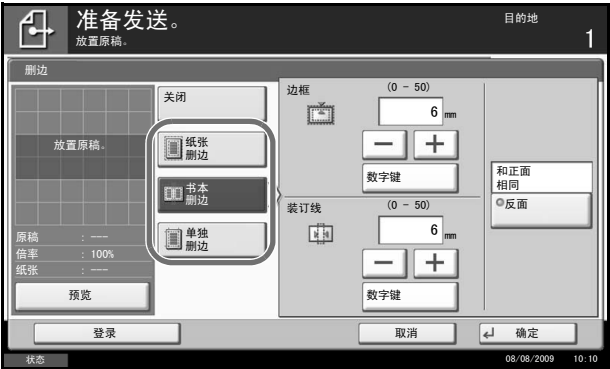 准备发送。
放置原稿。
目的地
1
删边
放置原稿。
原稿 : ---
倍率 : 100%
纸张 : ---
预览
关闭
纸张
删边
书本
删边
单独
删边
边框
(0 - 50)
6 mm
数字键
装订线
(0 - 50)
6 mm
数字键
和正面
相同
反面
登录
取消
确定
状态
08/08/2009 10:10